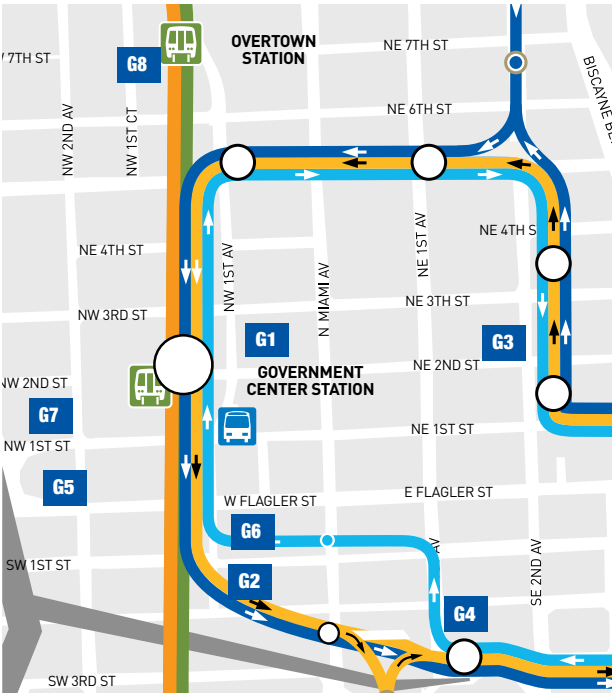 OVERTOWN
STATION
NE 7TH ST
7TH ST
G8
BISCAYNE
NE 6TH ST
NW 2ND AV
NW 1ST CT
NE 4TH ST
NE 4TH S
NW 1ST AV
N MIAMI AV
NE 1ST AV
NW 3RD ST
NE 3RD ST
G1
G3
GOVERNMENT
CENTER STATION
NE 2ND ST
NW 2ND ST
G7
NE 1ST ST
NW 1ST ST
G5
W FLAGLER ST
E FLAGLER ST
G6
AV
SE 2ND AV
SW 1ST ST
G2
G4
SW 3RD ST